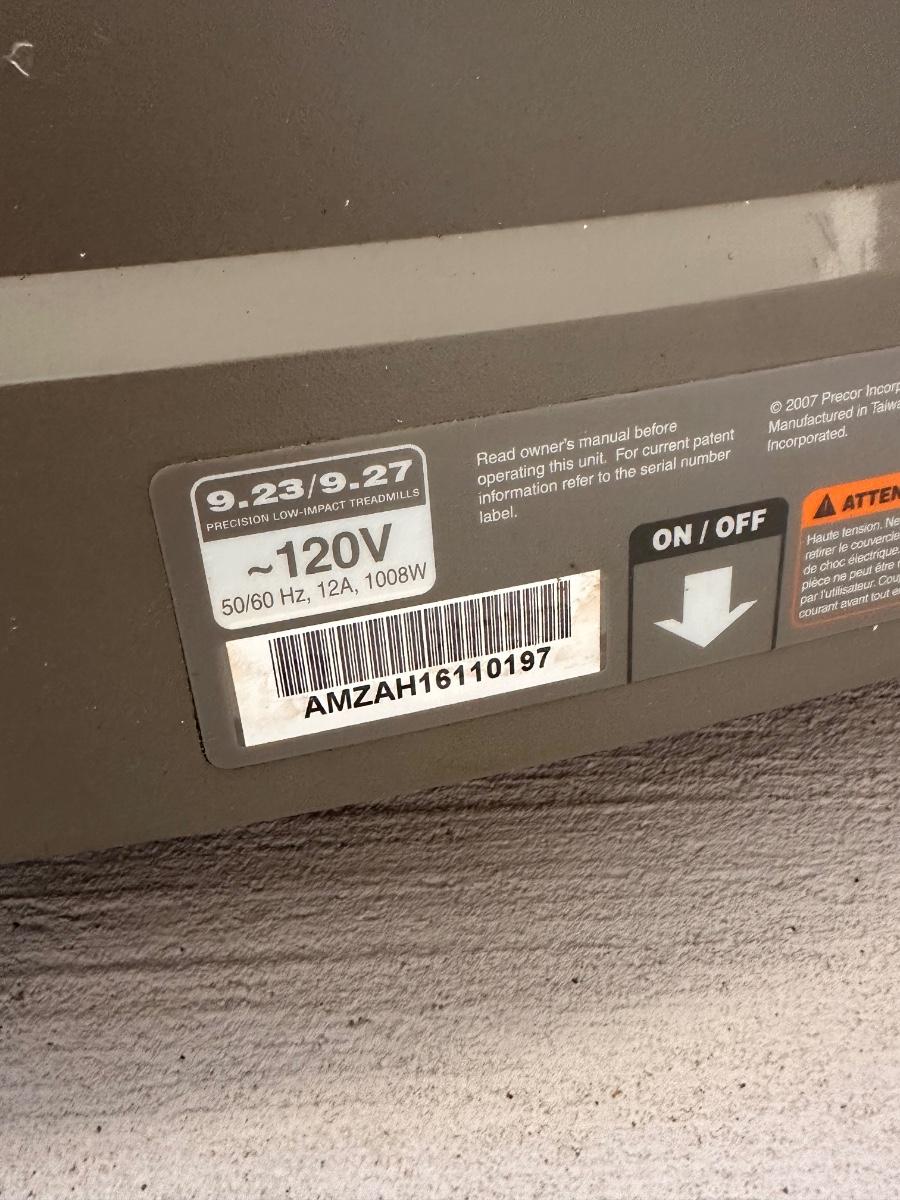 9.23/9.27
PRECISION LOW-IMPACT TREADMILLS
~120V
50/60 Hz, 12A, 1008W
AMZAH16110197
Read owner's manual before
operating this unit. For current patent
information refer to the serial number
label.
ON / OFF
© 2007 Precor
Manufactured in
Incorporated.
Haute tension.
retirer le
de choc électrique.
pièce ne peut être
par l'utilisateur.
courant avant tout